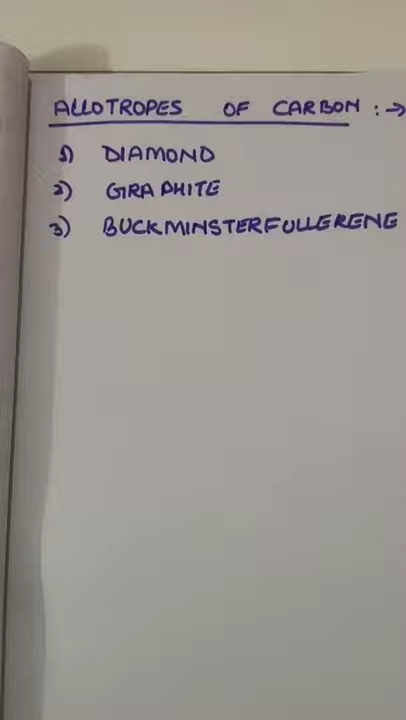 ALLOTROPES OF CARBON :→
1) DIAMOND
2) GRAPHITE
3) BUCKMINSTERFULLERENE